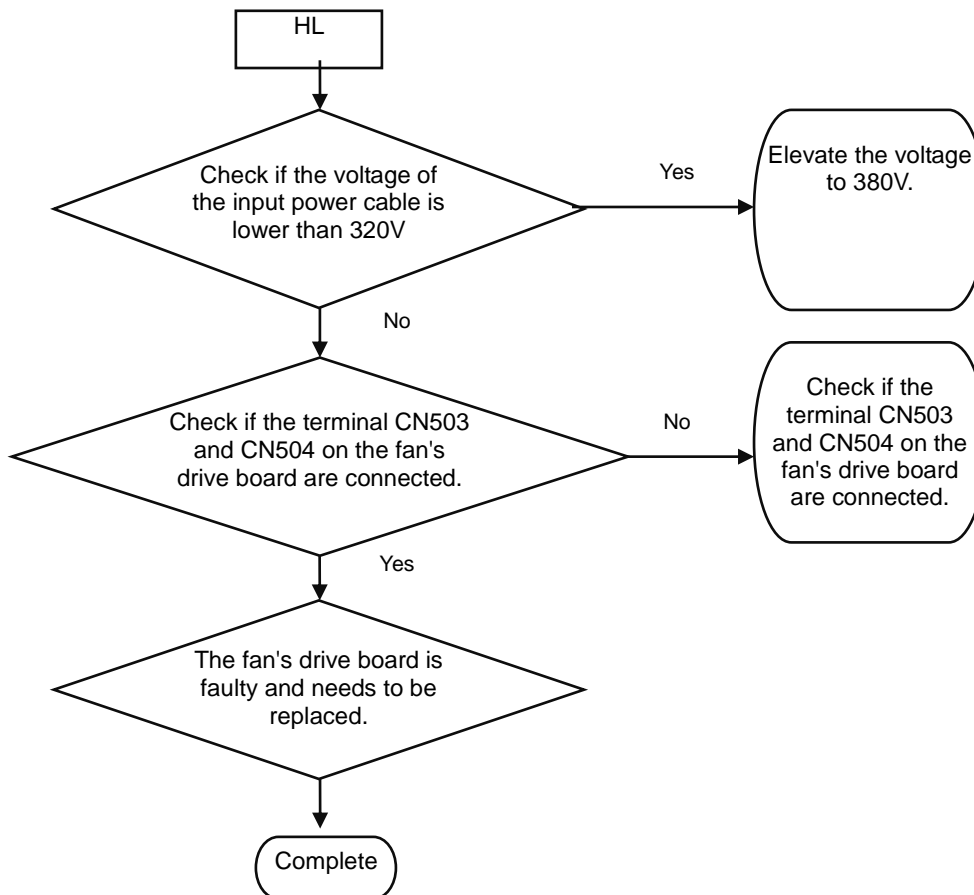 HL
Check if the voltage of
the input power cable is
lower than 320V
Yes
Elevate the voltage
to 380V.
No
Check if the terminal CN503
and CN504 on the fan's
drive board are connected.
No
Check if the
terminal CN503
and CN504 on the
fan's drive board
are connected.
Yes
The fan's drive board is
faulty and needs to be
replaced.
Complete